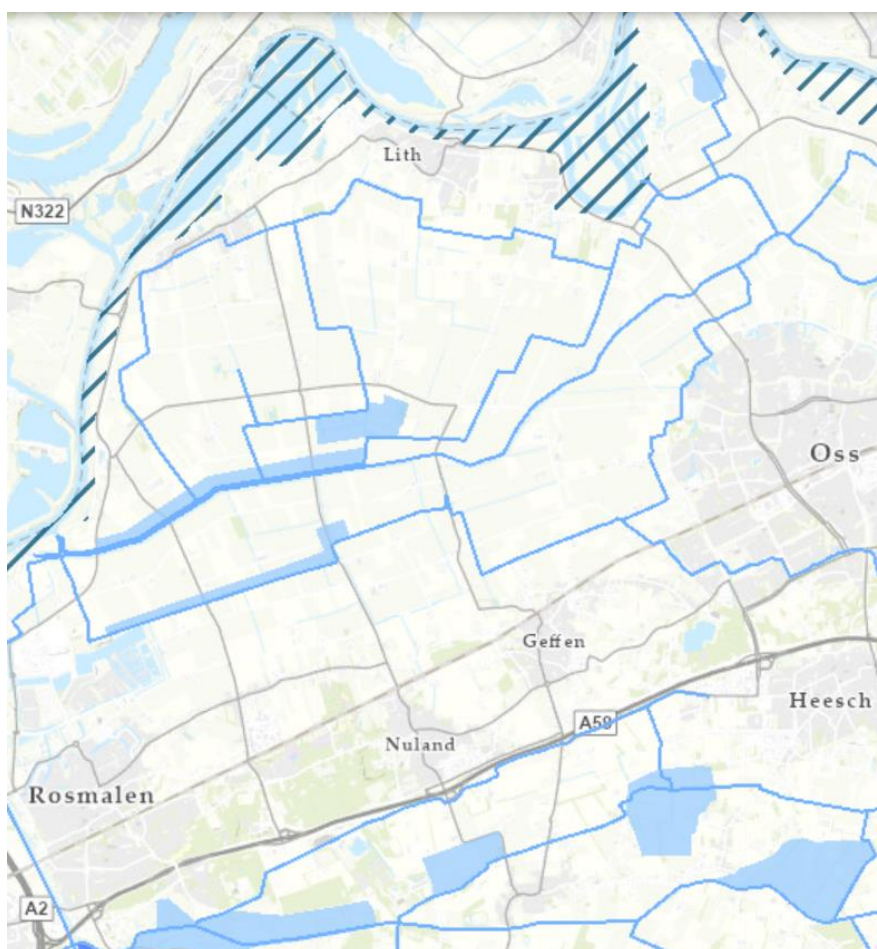 Lith
N322
Oss
Geffen
Heesch
A59
Nuland
Rosmalen
A2